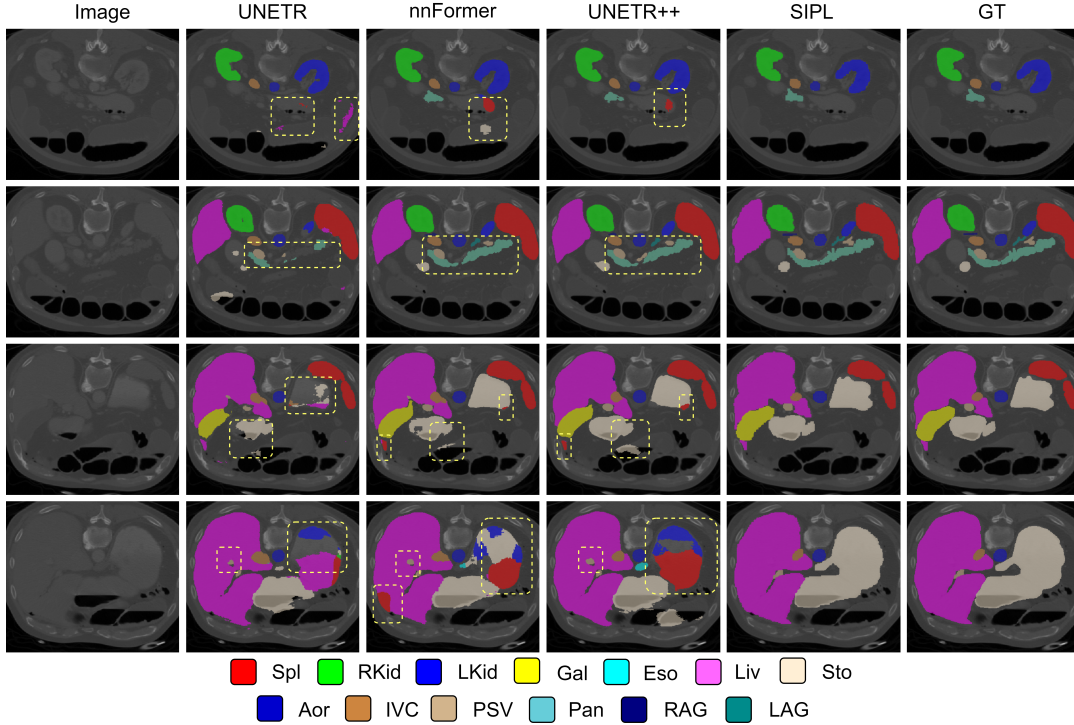 Image UNETR nnFormer UNETR++ SIPL GT
Spl RKid LKid Gal Eso Liv Sto
Aor IVC PSV Pan RAG LAG